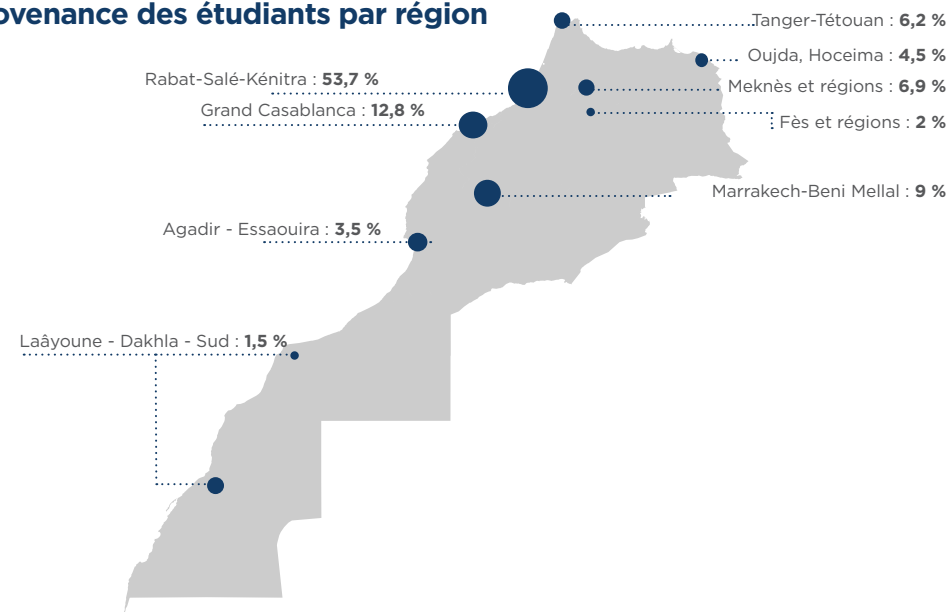 ovenance des étudiants par région
Tanger-Tétouan : 6,2 %
Oujda, Hoceima : 4,5 %
Rabat-Salé-Kénitra : 53,7 %
Meknès et régions : 6,9 %
Grand Casablanca : 12,8 %
Fès et régions : 2 %
Marrakech-Beni Mellal : 9 %
Agadir - Essaouira : 3,5 %
Laâyoune - Dakhla - Sud : 1,5 %